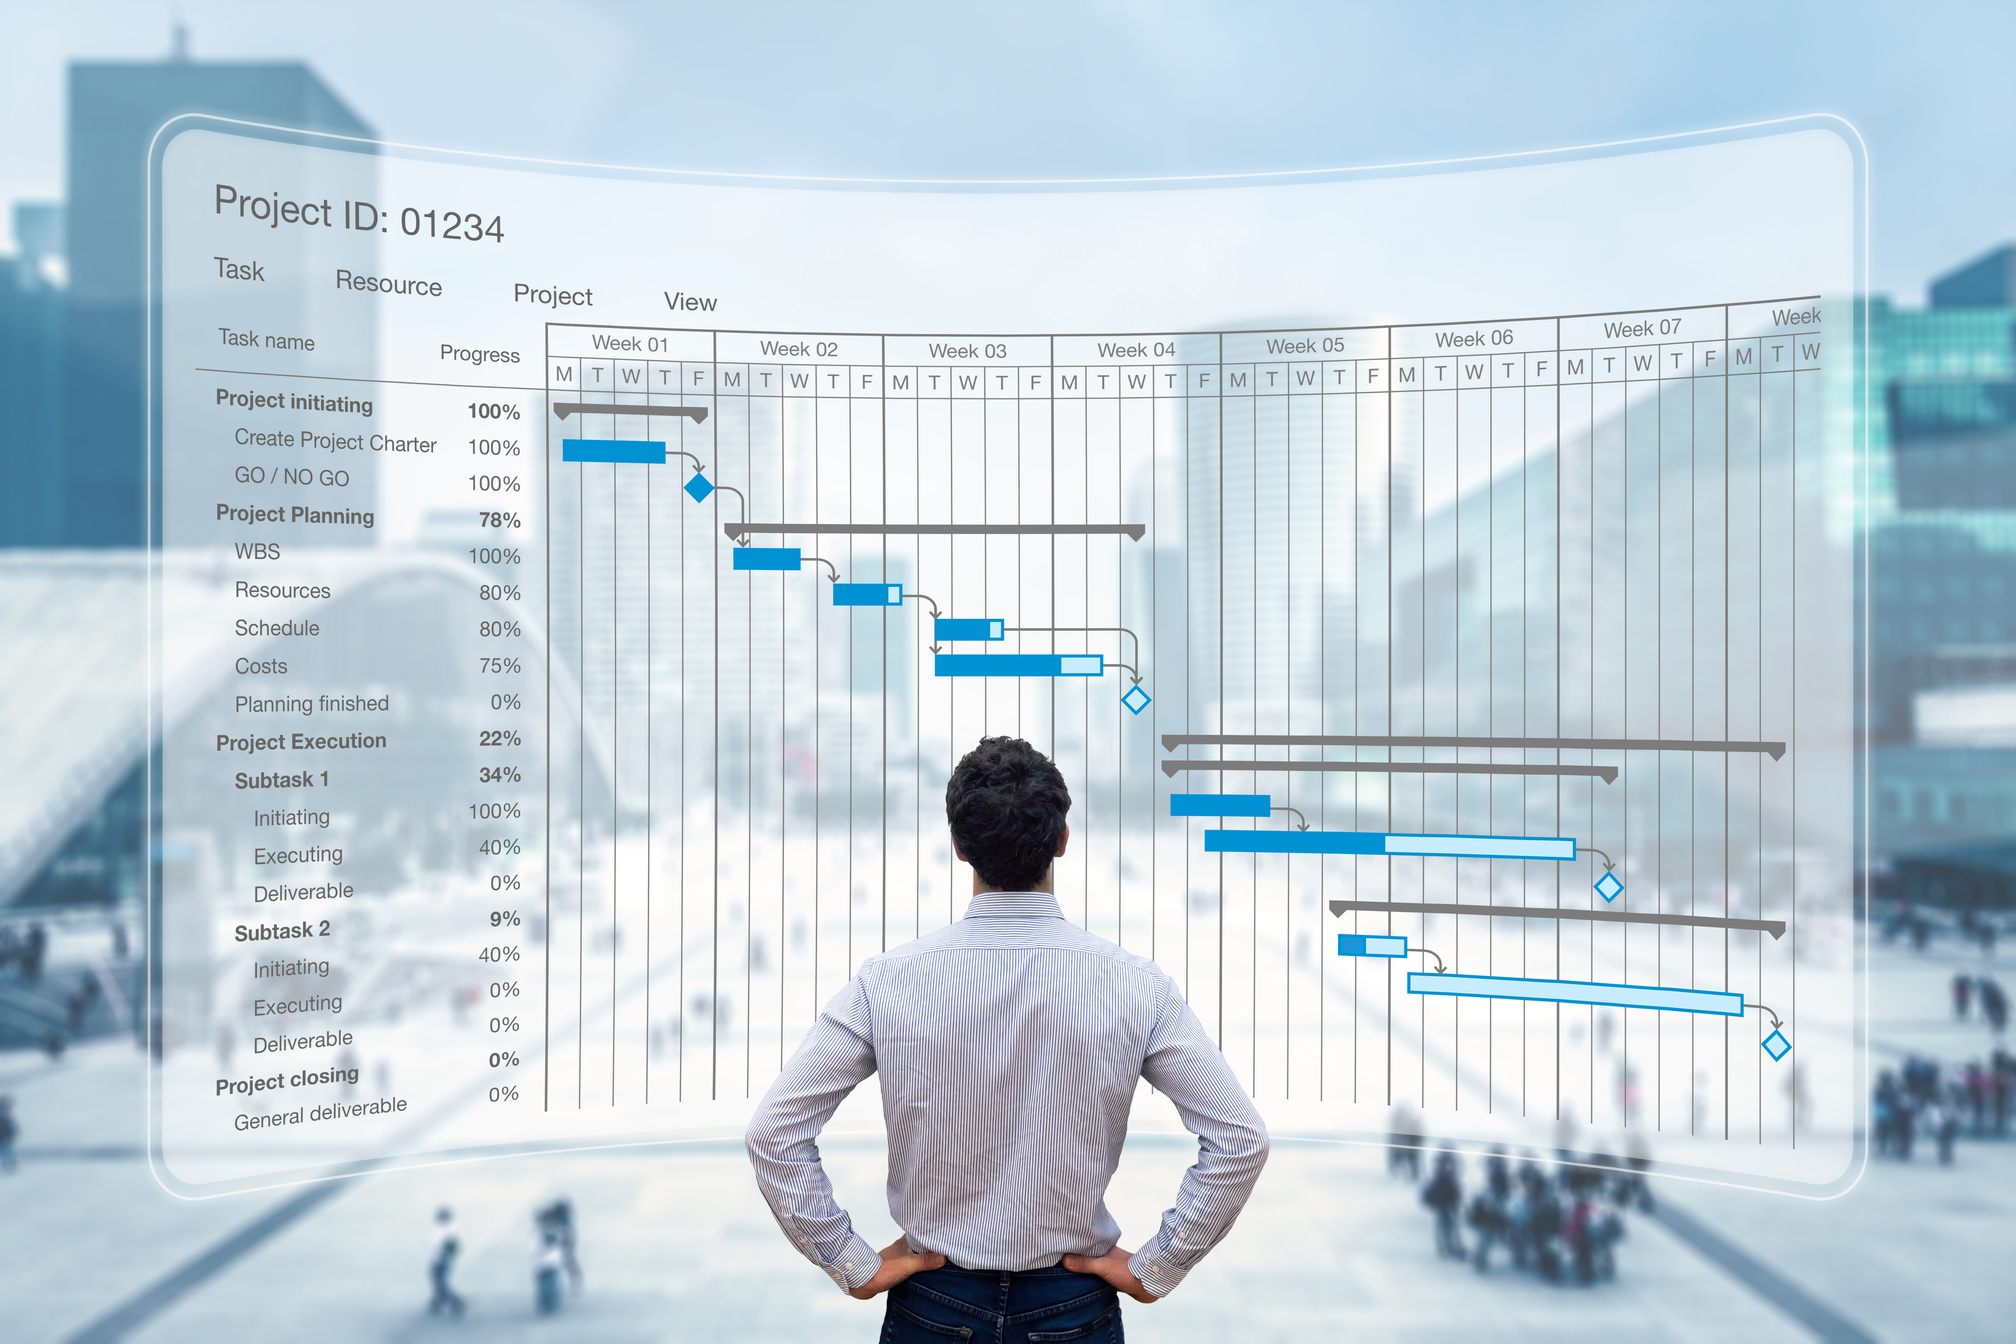 Project ID: 01234
Task Resource Project View
Task name Progress Week 01 Week 02 Week 03 Week 04 Week 05 Week 06 Week 07 Week
M T W T F M T W T F M T W T F M T W T F M T W T F M T W T F M T W T F M T W
Project initiating 100%
Create Project Charter 100%
GO / NO GO 100%
Project Planning 78%
WBS 100%
Resources 80%
Schedule 80%
Costs 75%
Planning finished 0%
Project Execution 22%
Subtask 1 34%
Initiating 100%
Executing 40%
Deliverable 0%
Subtask 2 9%
Initiating 40%
Executing 0%
Deliverable 0%
Project closing 0%
General deliverable 0%